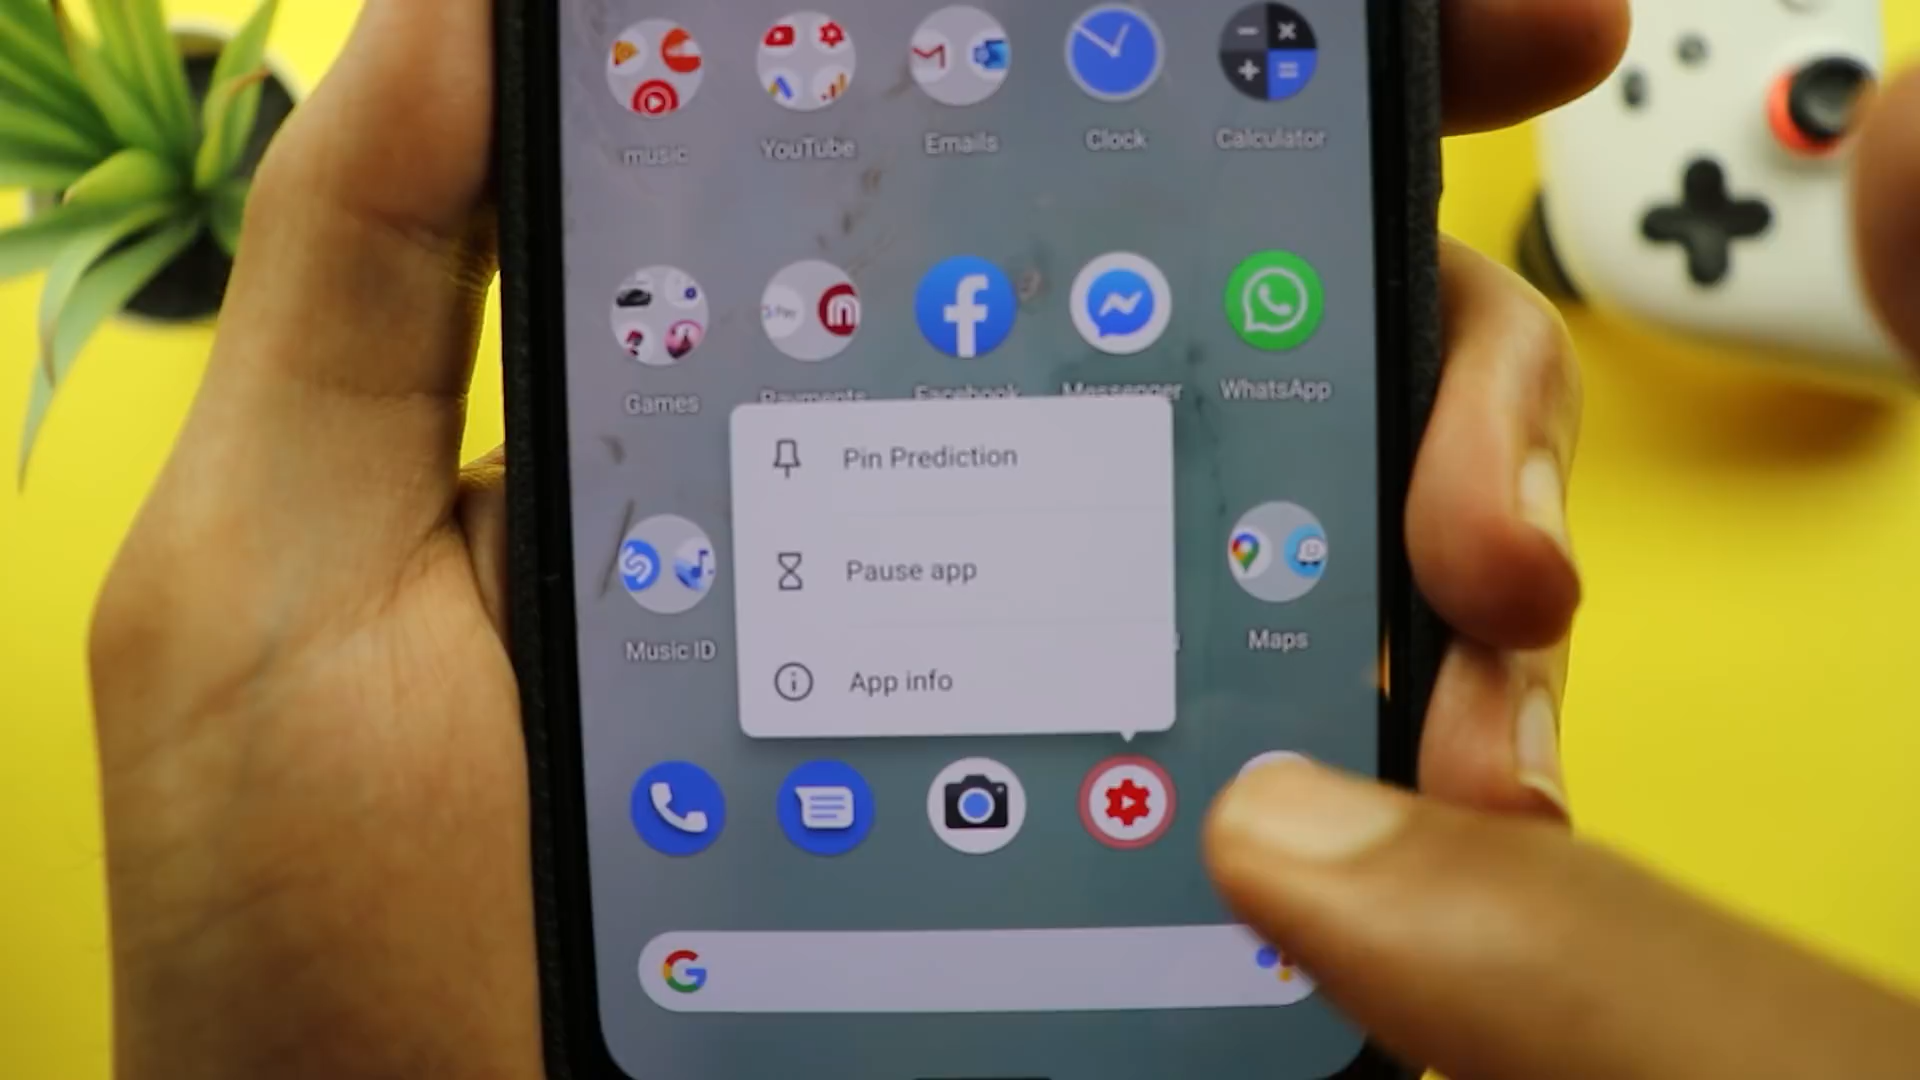 music
YouTube
Emails
Clock
Calculator
Games
Payments
Facebook
Messenger
WhatsApp
Pin Prediction
Pause app
App info
Music ID
Maps